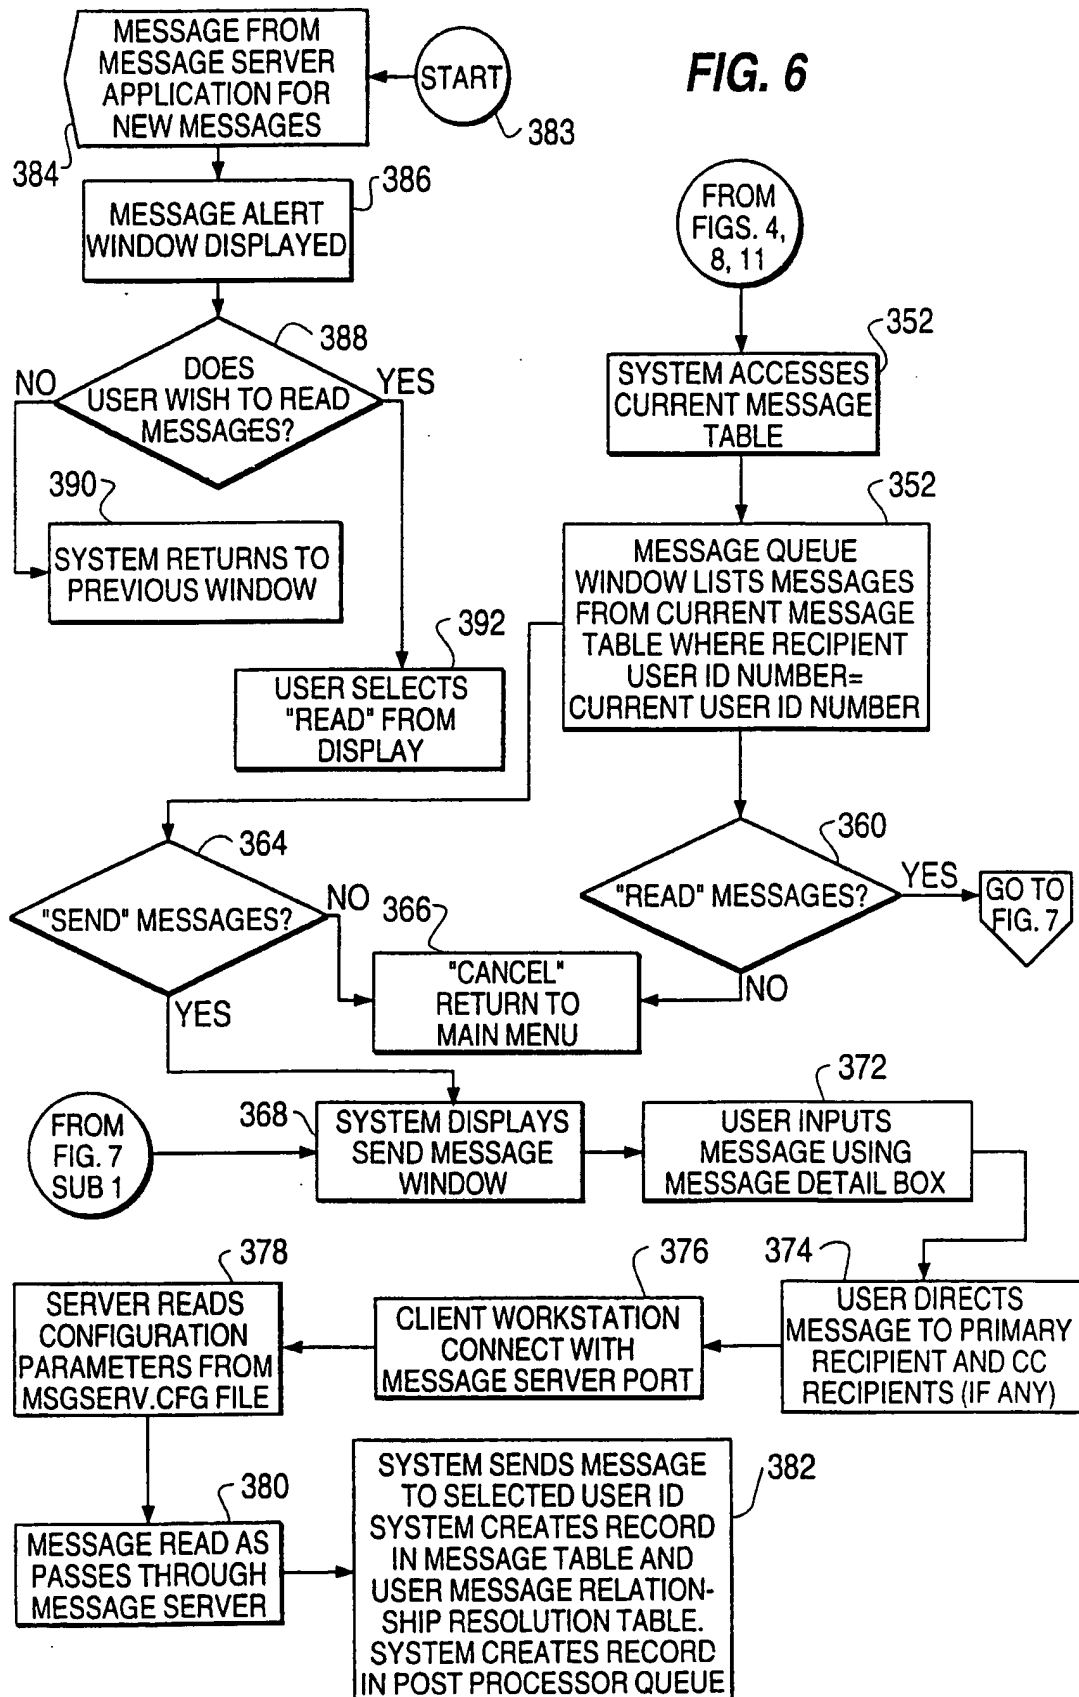 MESSAGE FROM
MESSAGE SERVER
APPLICATION FOR
NEW MESSAGES
START
FIG. 6
383
384
386
MESSAGE ALERT
WINDOW DISPLAYED
FROM
FIGS. 4,
8, 11
388
DOES
USER WISH TO READ
MESSAGES?
NO
YES
352
SYSTEM ACCESSES
CURRENT MESSAGE
TABLE
390
SYSTEM RETURNS TO
PREVIOUS WINDOW
352
MESSAGE QUEUE
WINDOW LISTS MESSAGES
FROM CURRENT MESSAGE
TABLE WHERE RECIPIENT
USER ID NUMBER=
CURRENT USER ID NUMBER
392
USER SELECTS
"READ" FROM
DISPLAY
364
"SEND" MESSAGES?
NO
YES
360
"READ" MESSAGES?
YES
NO
GO TO
FIG. 7
366
"CANCEL"
RETURN TO
MAIN MENU
FROM
FIG. 7
SUB 1
368
SYSTEM DISPLAYS
SEND MESSAGE
WINDOW
372
USER INPUTS
MESSAGE USING
MESSAGE DETAIL BOX
374
USER DIRECTS
MESSAGE TO PRIMARY
RECIPIENT AND CC
RECIPIENTS (IF ANY)
376
CLIENT WORKSTATION
CONNECT WITH
MESSAGE SERVER PORT
378
SERVER READS
CONFIGURATION
PARAMETERS FROM
MSGSERV.CFG FILE
380
MESSAGE READ AS
PASSES THROUGH
MESSAGE SERVER
382
SYSTEM SENDS MESSAGE
TO SELECTED USER ID
SYSTEM CREATES RECORD
IN MESSAGE TABLE AND
USER MESSAGE RELATION-
SHIP RESOLUTION TABLE.
SYSTEM CREATES RECORD
IN POST PROCESSOR QUEUE